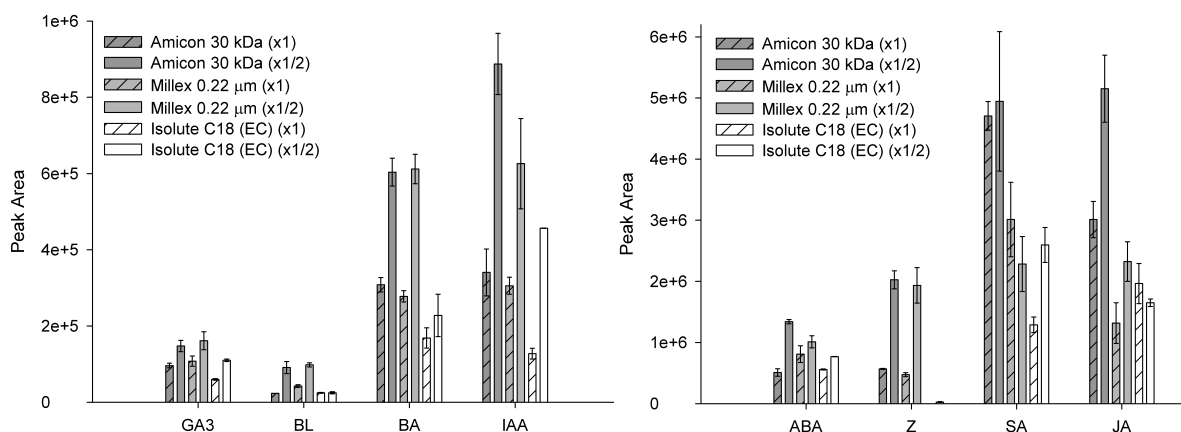 1e+6
8e+5
6e+5
4e+5
2e+5
0
Peak Area
Amicon 30 kDa (x1)
Amicon 30 kDa (x1/2)
Millex 0.22 μm (x1)
Millex 0.22 μm (x1/2)
Isolute C18 (EC) (x1)
Isolute C18 (EC) (x1/2)
GA3 BL BA IAA
6e+6
5e+6
4e+6
3e+6
2e+6
1e+6
0
Peak Area
Amicon 30 kDa (x1)
Amicon 30 kDa (x1/2)
Millex 0.22 μm (x1)
Millex 0.22 μm (x1/2)
Isolute C18 (EC) (x1)
Isolute C18 (EC) (x1/2)
ABA Z SA JA